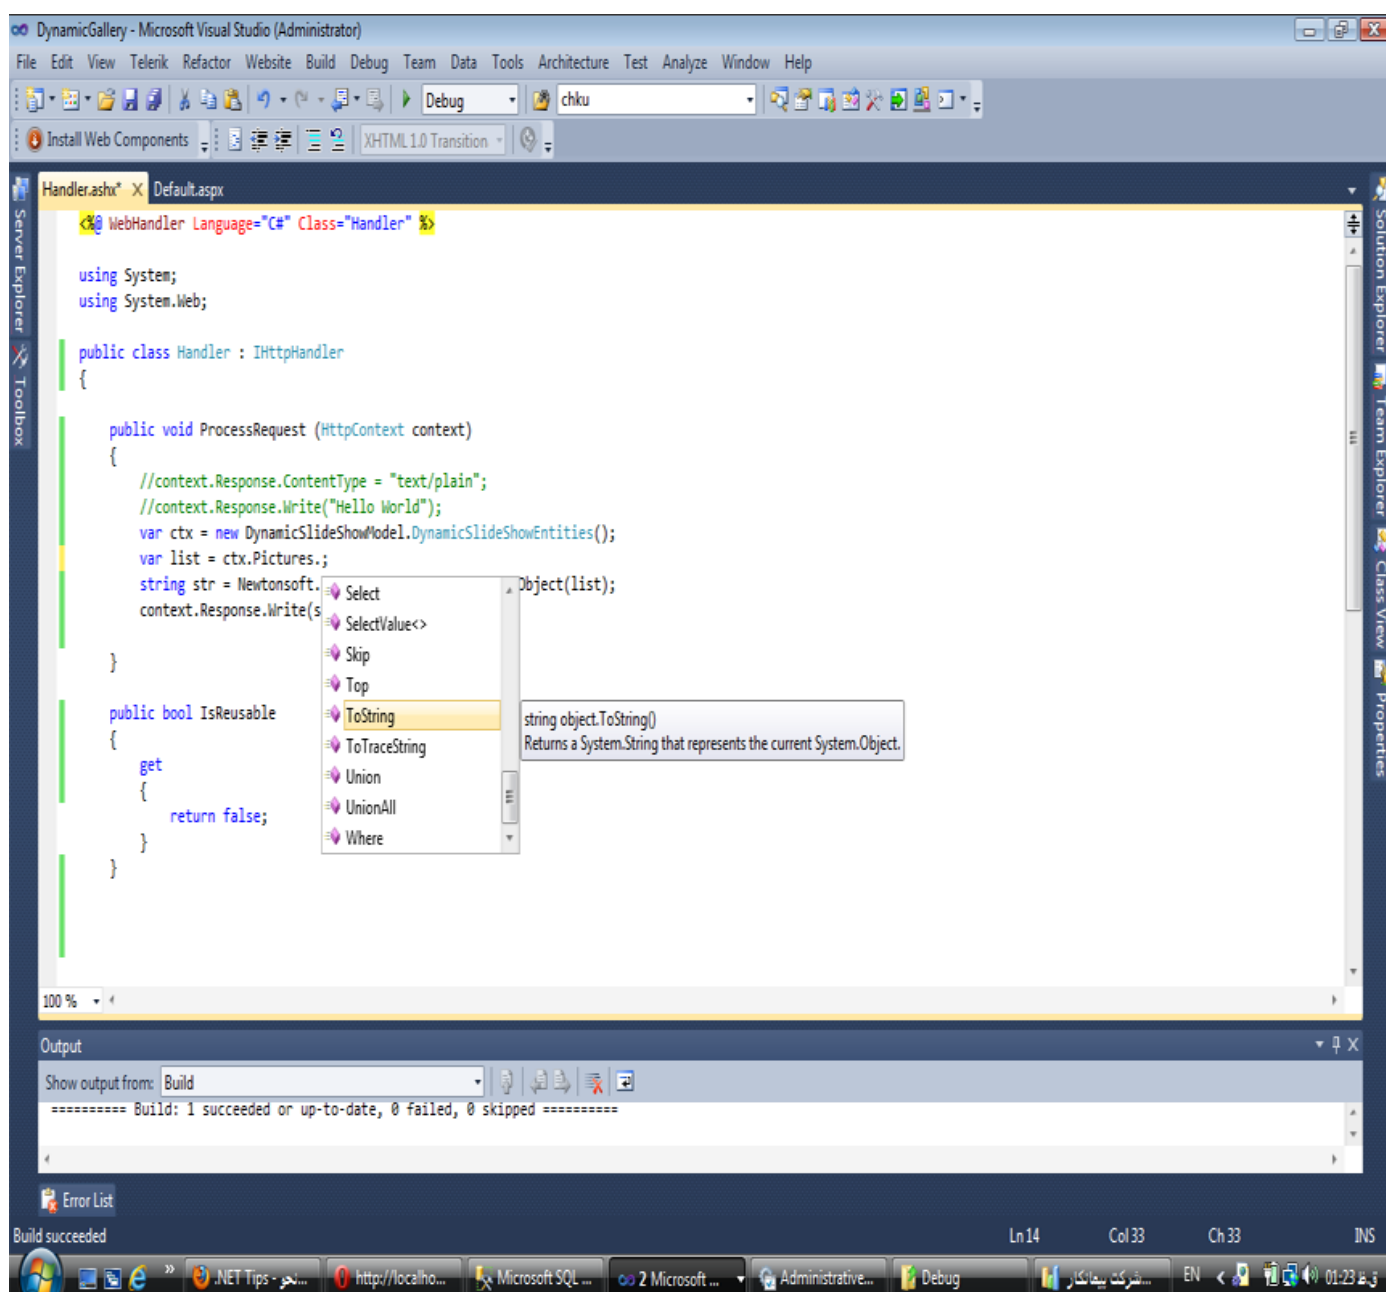 DynamicGallery - Microsoft Visual Studio (Administrator)
File Edit View Telerik Refactor Website Build Debug Team Data Tools Architecture Test Analyze Window Help
Debug chku
Install Web Components XHTML 1.0 Transition
Handler.ashx* X Default.aspx
Server Explorer
Toolbox
<%@ WebHandler Language="C#" Class="Handler" %>
using System;
using System.Web;
public class Handler : IHttpHandler
{
public void ProcessRequest (HttpContext context)
{
//context.Response.ContentType = "text/plain";
//context.Response.Write("Hello World");
var ctx = new DynamicSlideShowModel.DynamicSlideShowEntities();
var list = ctx.Pictures.;
string str = Newtonsoft. Object(list);
context.Response.Write(s
}
public bool IsReusable
{
get
{
return false;
}
}
Select
SelectValue<>
Skip
Top
ToString
ToTraceString
Union
UnionAll
Where
string object.ToString()
Returns a System.String that represents the current System.Object.
Solution Explorer
Team Explorer
Class View
Properties
100 %
Output
Show output from: Build
========== Build: 1 succeeded or up-to-date, 0 failed, 0 skipped ==========
Error List
Build succeeded Ln 14 Col 33 Ch 33 INS
.NET Tips - نحو... http://localho... Microsoft SQL ... 2 Microsoft ... Administrative... Debug شرکت پیمانکار... EN 01:23 ق.ظ